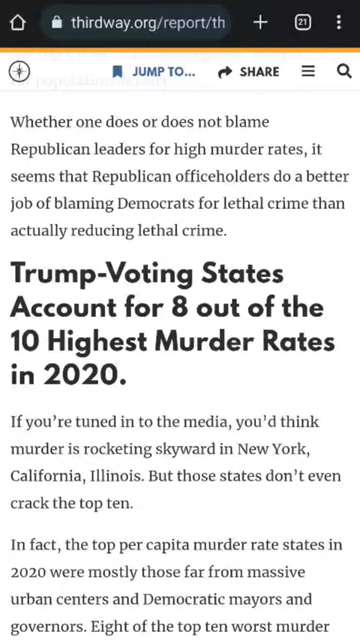 thirdway.org/report/th
21
JUMP TO...
SHARE
Whether one does or does not blame
Republican leaders for high murder rates, it
seems that Republican officeholders do a better
job of blaming Democrats for lethal crime than
actually reducing lethal crime.
Trump-Voting States
Account for 8 out of the
10 Highest Murder Rates
in 2020.
If you're tuned in to the media, you'd think
murder is rocketing skyward in New York,
California, Illinois. But those states don't even
crack the top ten.
In fact, the top per capita murder rate states in
2020 were mostly those far from massive
urban centers and Democratic mayors and
governors. Eight of the top ten worst murder